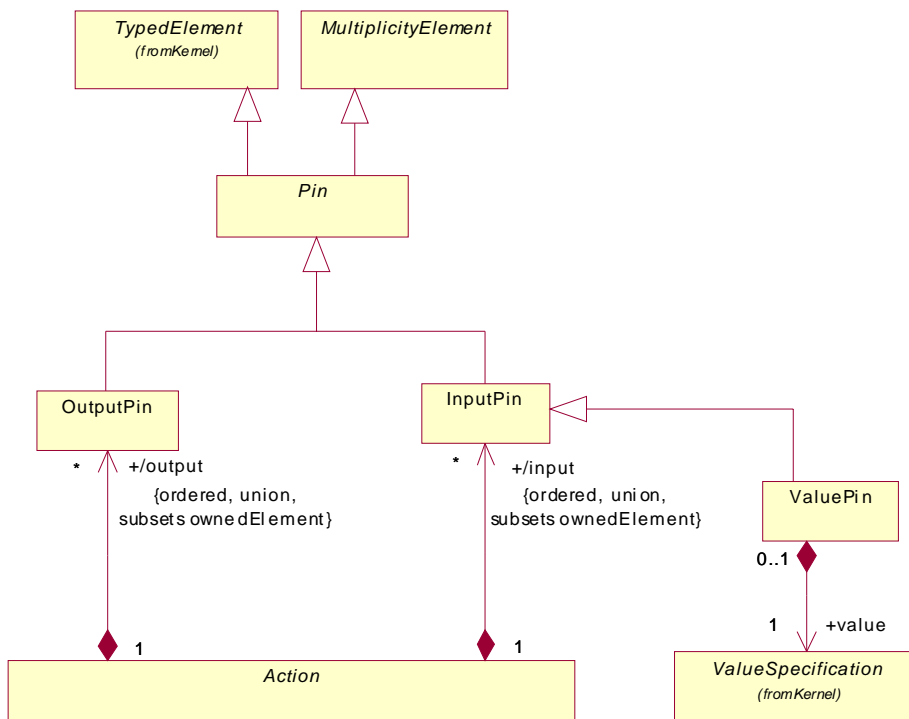 TypedElement
(fromKernel)
MultiplicityElement
Pin
OutputPin
InputPin
ValuePin
*
+/output
{ordered, union,
subsets ownedElement}
*
+/input
{ordered, union,
subsets ownedElement}
0..1
1
1
1
+value
Action
ValueSpecification
(fromKernel)